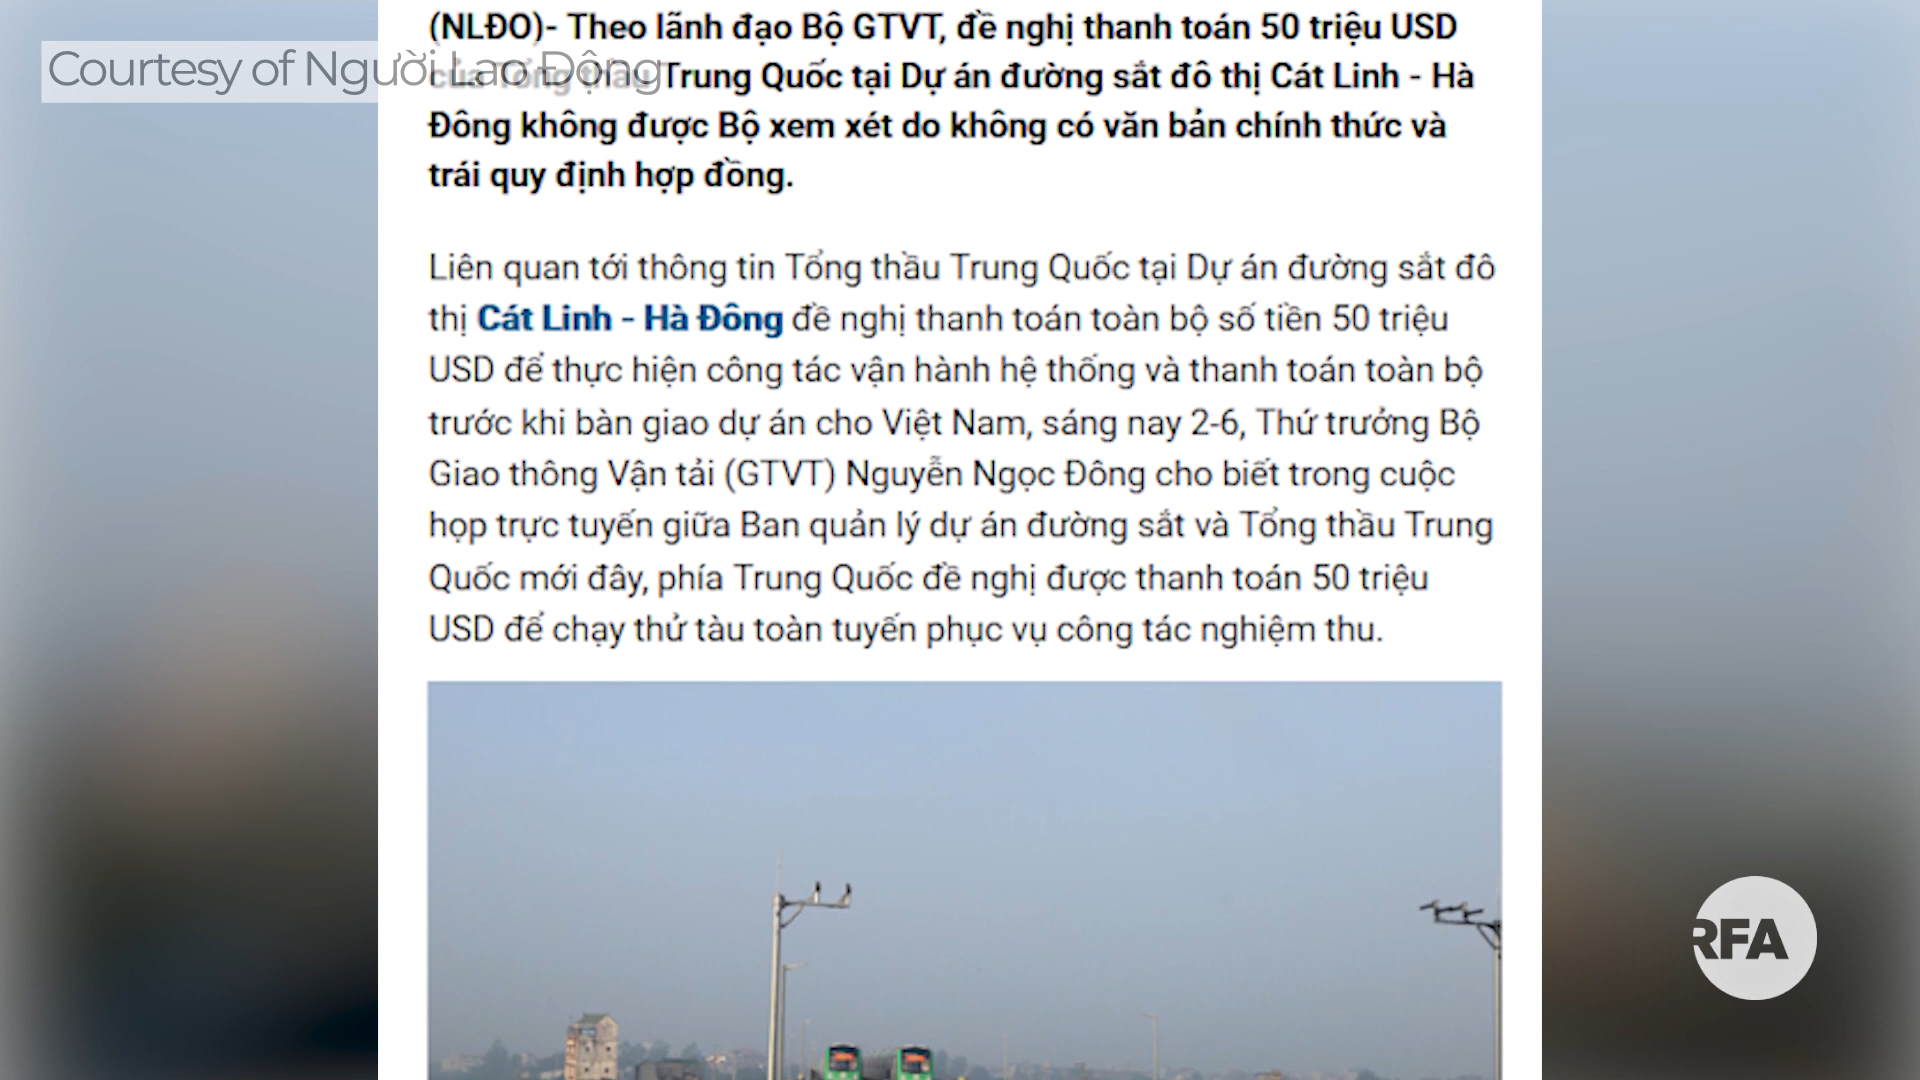 (NLĐO)- Theo lãnh đạo Bộ GTVT, đề nghị thanh toán 50 triệu USD
Courtesy of Người Lao Động
của Tổng thầu Trung Quốc tại Dự án đường sắt đô thị Cát Linh - Hà
Đông không được Bộ xem xét do không có văn bản chính thức và
trái quy định hợp đồng.
Liên quan tới thông tin Tổng thầu Trung Quốc tại Dự án đường sắt đô
thị Cát Linh - Hà Đông đề nghị thanh toán toàn bộ số tiền 50 triệu
USD để thực hiện công tác vận hành hệ thống và thanh toán toàn bộ
trước khi bàn giao dự án cho Việt Nam, sáng nay 2-6, Thứ trưởng Bộ
Giao thông Vận tải (GTVT) Nguyễn Ngọc Đông cho biết trong cuộc
họp trực tuyến giữa Ban quản lý dự án đường sắt và Tổng thầu Trung
Quốc mới đây, phía Trung Quốc đề nghị được thanh toán 50 triệu
USD để chạy thử tàu toàn tuyến phục vụ công tác nghiệm thu.
RFA